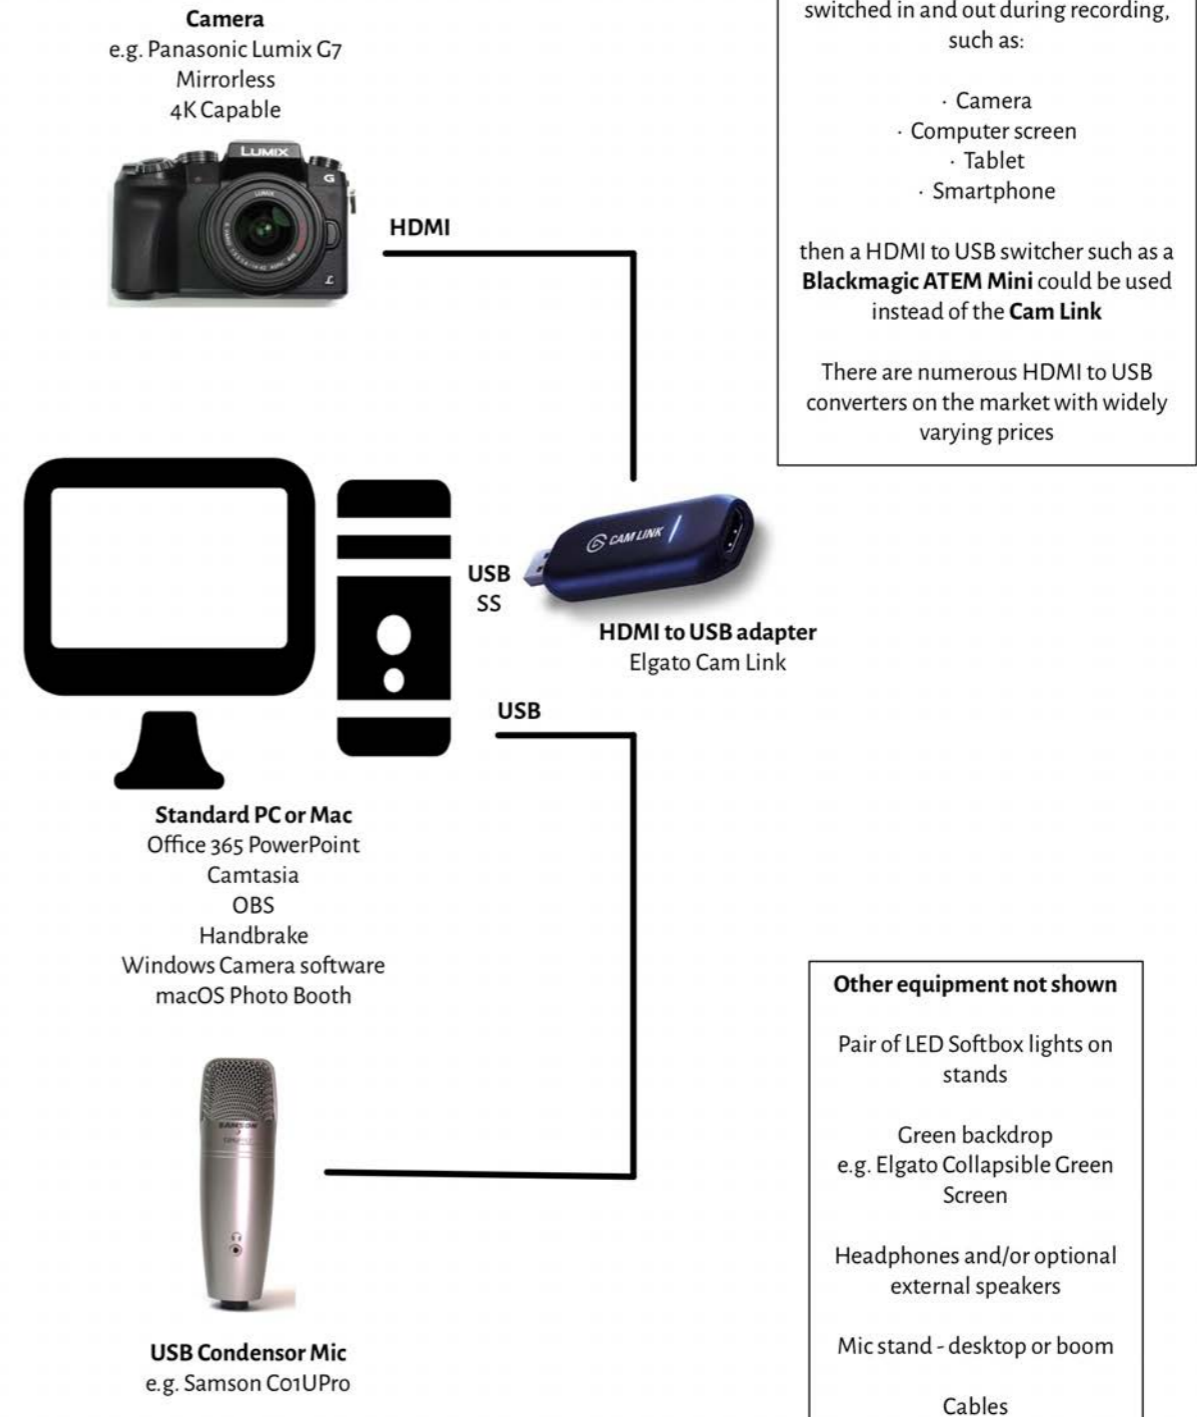 Camera
e.g. Panasonic Lumix G7
Mirrorless
4K Capable
LUMIX
G
HDMI
switched in and out during recording,
such as:
· Camera
· Computer screen
· Tablet
· Smartphone
then a HDMI to USB switcher such as a
Blackmagic ATEM Mini could be used
instead of the Cam Link
There are numerous HDMI to USB
converters on the market with widely
varying prices
CAM LINK
USB
SS
HDMI to USB adapter
Elgato Cam Link
USB
Standard PC or Mac
Office 365 PowerPoint
Camtasia
OBS
Handbrake
Windows Camera software
macOS Photo Booth
SAMSON
USB Condensor Mic
e.g. Samson C01UPro
Other equipment not shown
Pair of LED Softbox lights on
stands
Green backdrop
e.g. Elgato Collapsible Green
Screen
Headphones and/or optional
external speakers
Mic stand - desktop or boom
Cables